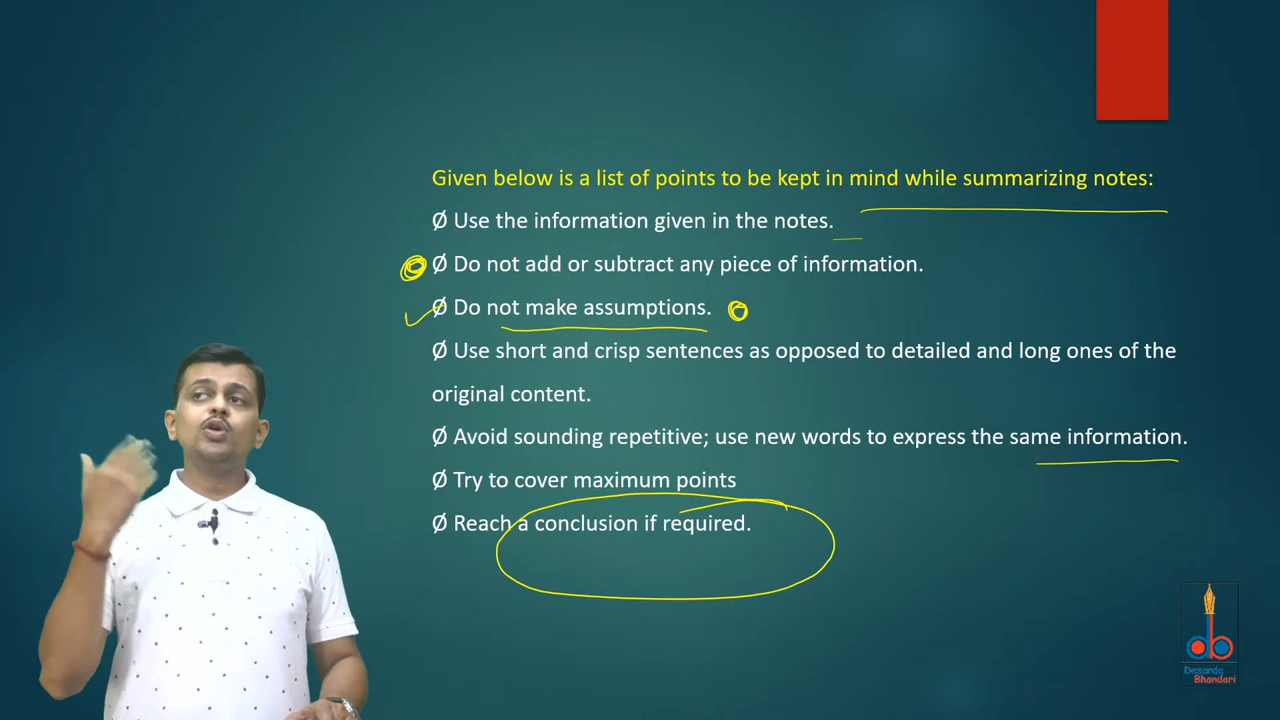 Given below is a list of points to be kept in mind while summarizing notes:
Ø Use the information given in the notes.
Ø Do not add or subtract any piece of information.
Ø Do not make assumptions.
Ø Use short and crisp sentences as opposed to detailed and long ones of the
original content.
Ø Avoid sounding repetitive; use new words to express the same information.
Ø Try to cover maximum points
Ø Reach a conclusion if required.
db
Desarda
Bhandari